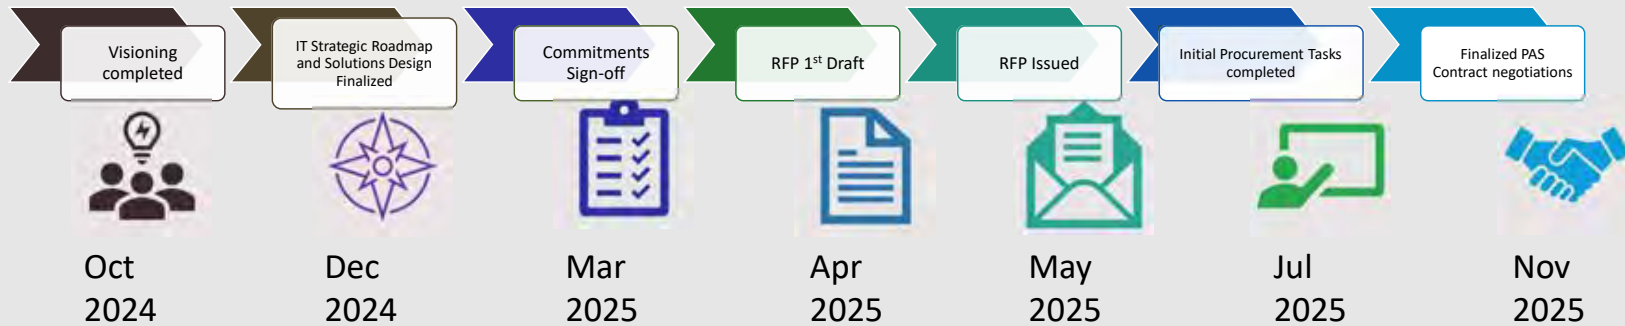 Visioning
completed
IT Strategic Roadmap
and Solutions Design
Finalized
Commitments
Sign-off
RFP 1st Draft
RFP Issued
Initial Procurement Tasks
completed
Finalized PAS
Contract negotiations
Oct
2024
Dec
2024
Mar
2025
Apr
2025
May
2025
Jul
2025
Nov
2025